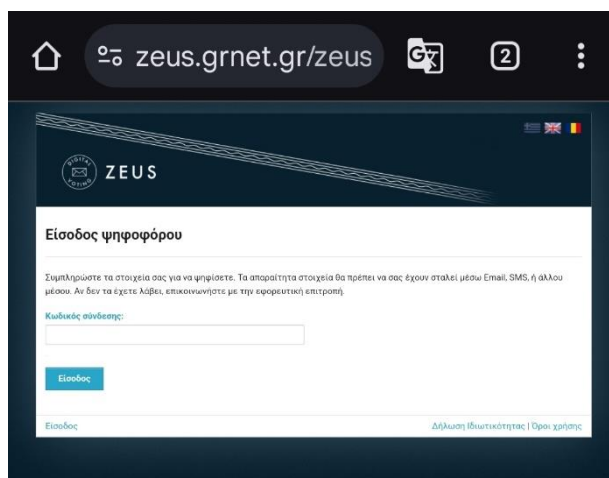 zeus.grnet.gr/zeus
2
DIGITAL VOTING
ZEUS
Είσοδος ψηφοφόρου
Συμπληρώστε τα στοιχεία σας για να ψηφίσετε. Τα απαραίτητα στοιχεία θα πρέπει να σας έχουν σταλεί μέσω Email, SMS, ή άλλου
μέσου. Αν δεν τα έχετε λάβει, επικοινωνήστε με την εφορευτική επιτροπή.
Κωδικός σύνδεσης:
Είσοδος
Είσοδος
Δήλωση Ιδιωτικότητας | Όροι χρήσης